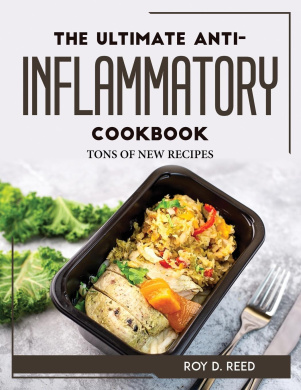 THE ULTIMATE ANTI-
INFLAMMATORY
COOKBOOK
TONS OF NEW RECIPES
ROY D. REED